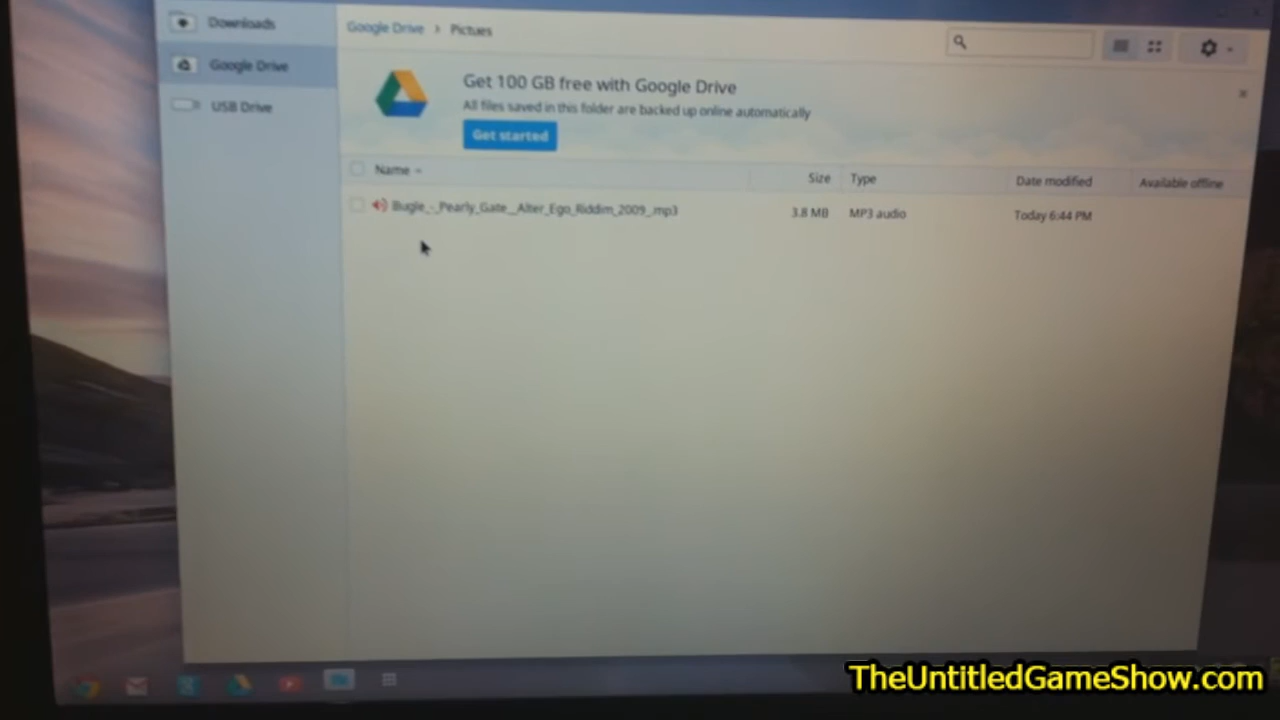 Downloads
Google Drive
USB Drive
Google Drive > Pictues
Get 100 GB free with Google Drive
All files saved in this folder are backed up online automatically
Get started
Name Size Type Date modified Available offline
Bugle_-_Pearly_Gate__Alter_Ego_Riddim_2009_.mp3 3.8 MB MP3 audio Today 6:44 PM
TheUntitledGameShow.com